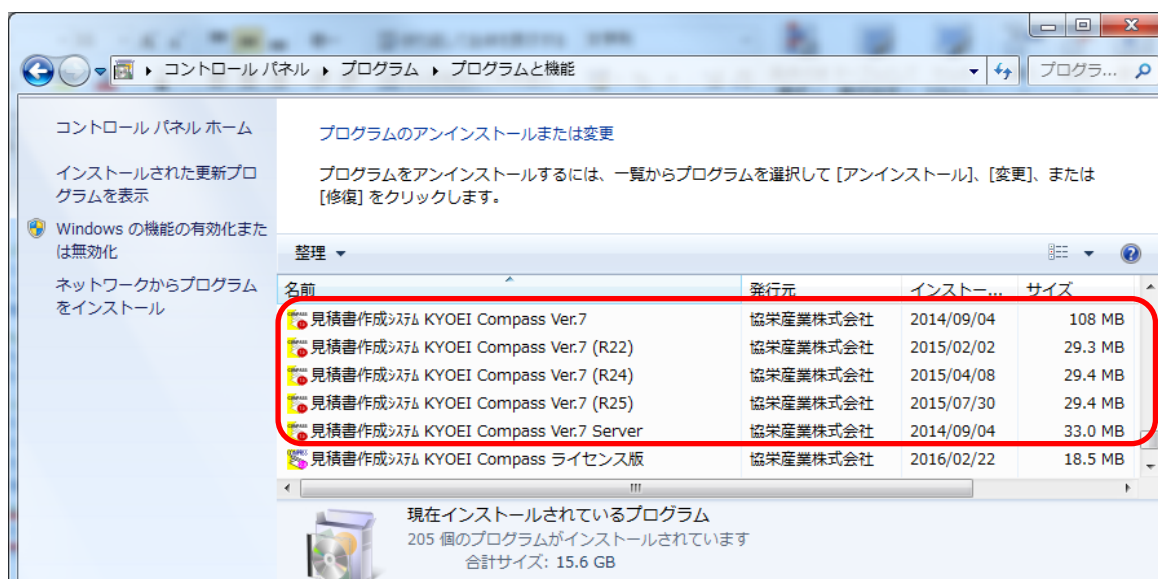 コントロール パネル ▸ プログラム ▸ プログラムと機能
プログラ...
コントロール パネル ホーム
インストールされた更新プロ
グラムを表示
Windows の機能の有効化また
は無効化
ネットワークからプログラム
をインストール
プログラムのアンインストールまたは変更
プログラムをアンインストールするには、一覧からプログラムを選択して [アンインストール]、[変更]、または
[修復] をクリックします。
整理
名前 発行元 インストー... サイズ
見積書作成ｼｽﾃﾑ KYOEI Compass Ver.7 協栄産業株式会社 2014/09/04 108 MB
見積書作成ｼｽﾃﾑ KYOEI Compass Ver.7 (R22) 協栄産業株式会社 2015/02/02 29.3 MB
見積書作成ｼｽﾃﾑ KYOEI Compass Ver.7 (R24) 協栄産業株式会社 2015/04/08 29.4 MB
見積書作成ｼｽﾃﾑ KYOEI Compass Ver.7 (R25) 協栄産業株式会社 2015/07/30 29.4 MB
見積書作成ｼｽﾃﾑ KYOEI Compass Ver.7 Server 協栄産業株式会社 2014/09/04 33.0 MB
見積書作成ｼｽﾃﾑ KYOEI Compass ライセンス版 協栄産業株式会社 2016/02/22 18.5 MB
現在インストールされているプログラム
205 個のプログラムがインストールされています
合計サイズ: 15.6 GB